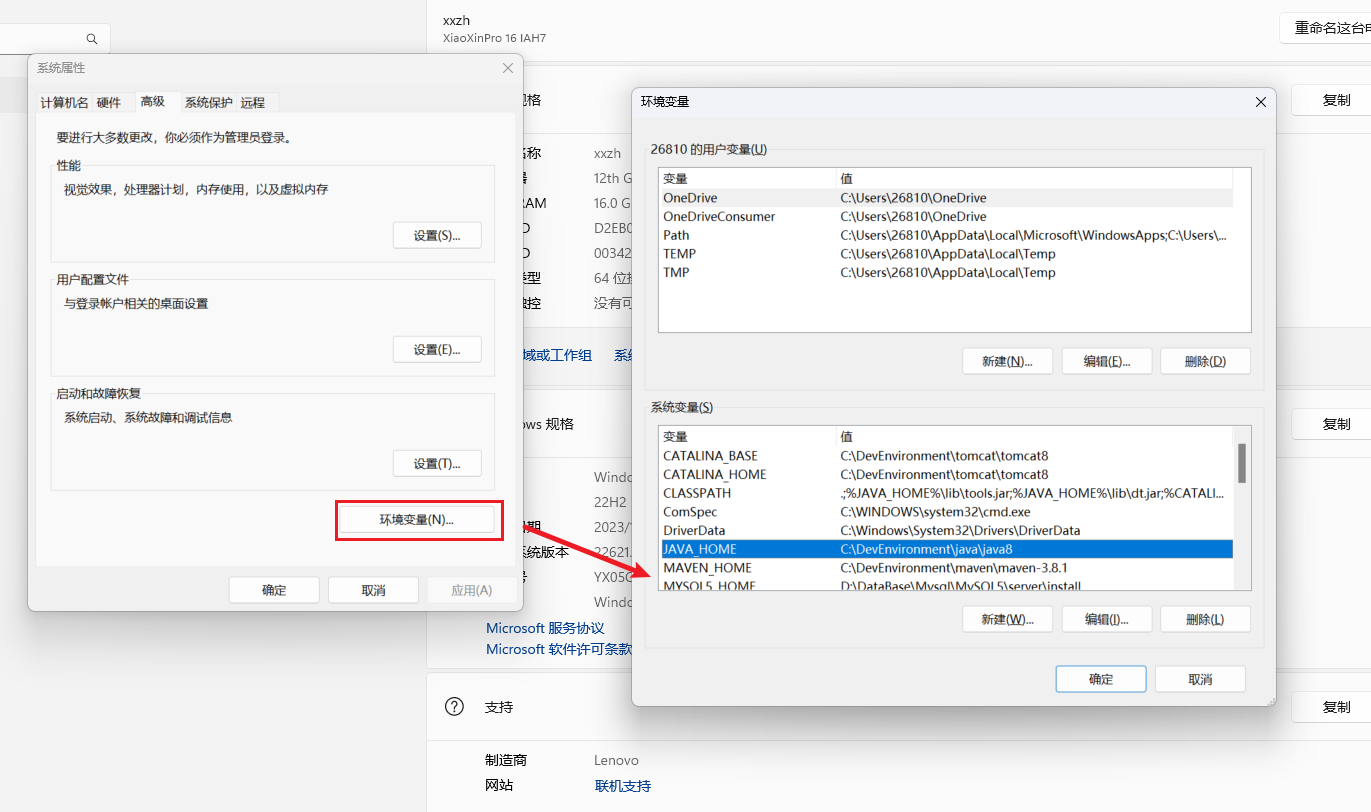 xxzh
XiaoXinPro 16 IAH7
重命名这台
系统属性
计算机名 硬件 高级 系统保护 远程
要进行大多数更改，你必须作为管理员登录。
性能
视觉效果，处理器计划，内存使用，以及虚拟内存
设置(S)...
用户配置文件
与登录帐户相关的桌面设置
设置(E)...
启动和故障恢复
系统启动、系统故障和调试信息
设置(T)...
环境变量(N)...
确定 取消 应用(A)
规格
复制
xxzh
12th G
RAM 16.0 G
D2EB0
00342
64 位
没有可
域或工作组
ows 规格
复制
Windo
22H2
2023/
系统版本 22621.
YX05
Windo
Microsoft 服务协议
Microsoft 软件许可条款
环境变量
26810 的用户变量(U)
变量 值
OneDrive C:\Users\26810\OneDrive
OneDriveConsumer C:\Users\26810\OneDrive
Path C:\Users\26810\AppData\Local\Microsoft\WindowsApps;C:\Users\...
TEMP C:\Users\26810\AppData\Local\Temp
TMP C:\Users\26810\AppData\Local\Temp
新建(N)... 编辑(E)... 删除(D)
系统变量(S)
变量 值
CATALINA_BASE C:\DevEnvironment\tomcat\tomcat8
CATALINA_HOME C:\DevEnvironment\tomcat\tomcat8
CLASSPATH .;%JAVA_HOME%\lib\tools.jar;%JAVA_HOME%\lib\dt.jar;%CATALI...
ComSpec C:\WINDOWS\system32\cmd.exe
DriverData C:\Windows\System32\Drivers\DriverData
JAVA_HOME C:\DevEnvironment\java\java8
MAVEN_HOME C:\DevEnvironment\maven\maven-3.8.1
MYSQL5_HOME D:\DataBase\Mysql\MySQL5\server\install
新建(W)... 编辑(I)... 删除(L)
确定 取消
支持
复制
制造商 Lenovo
网站 联机支持